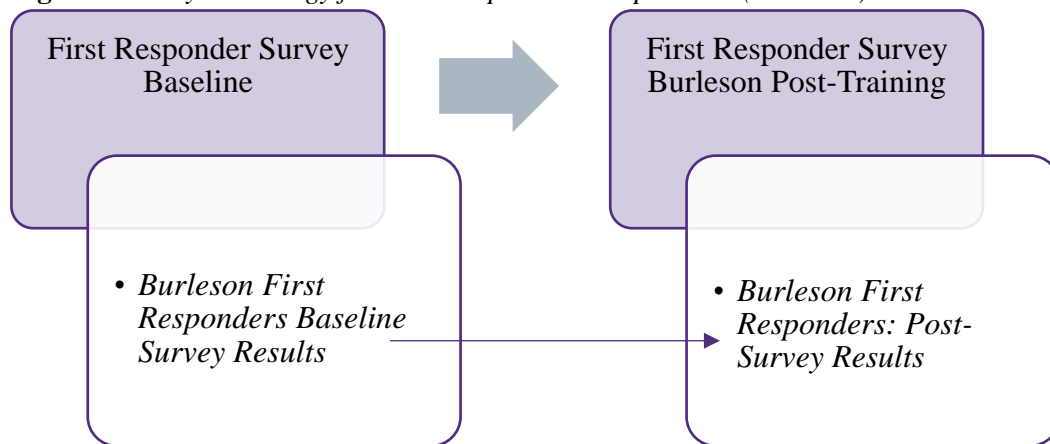 First Responder Survey
Baseline
First Responder Survey
Burleson Post-Training
• Burleson First
Responders Baseline
Survey Results
• Burleson First
Responders: Post-
Survey Results